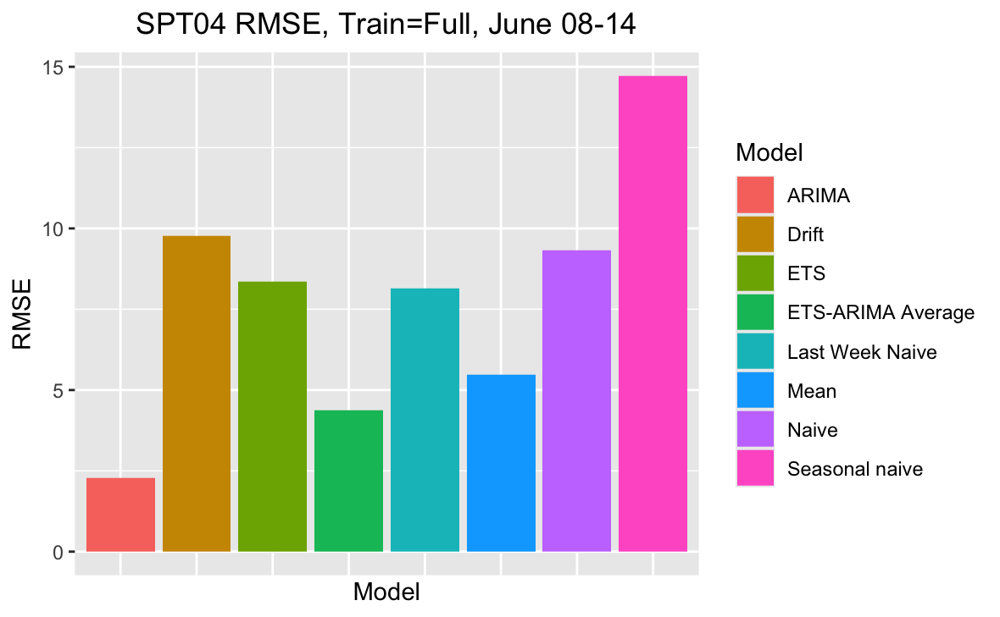 SPT04 RMSE, Train=Full, June 08-14
15
10
5
0
RMSE
Model
Model
ARIMA
Drift
ETS
ETS-ARIMA Average
Last Week Naive
Mean
Naive
Seasonal naive